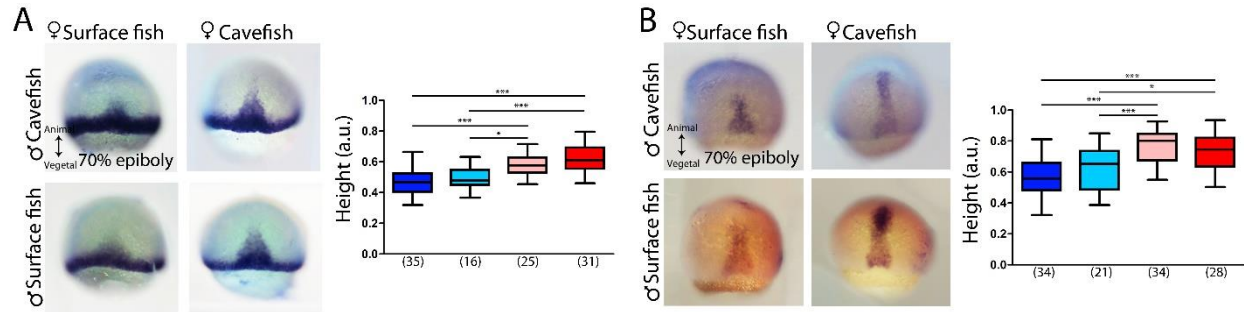 A
♀Surface fish
♀ Cavefish
♂Cavefish
Animal
Vegetal
70% epiboly
♂Surface fish
Height (a.u.)
1.0
0.8
0.6
0.4
0.2
0.0
***
***
***
*
(35)
(16)
(25)
(31)
B
♀Surface fish
♀ Cavefish
♂Cavefish
Animal
Vegetal
70% epiboly
♂Surface fish
Height (a.u.)
1.0
0.8
0.6
0.4
0.2
0.0
***
*
***
***
(34)
(21)
(34)
(28)